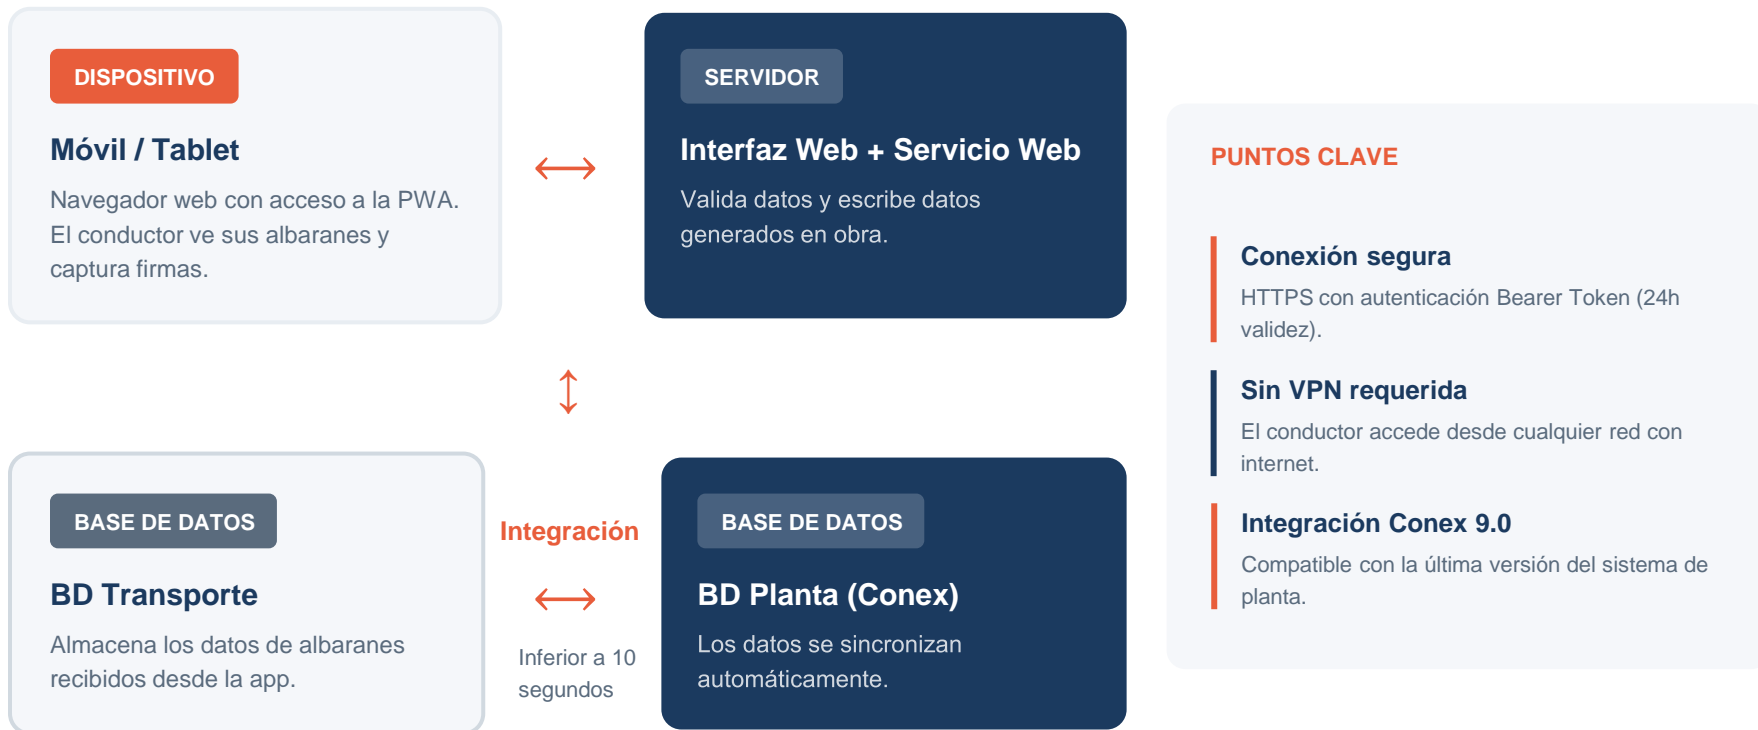 DISPOSITIVO
Móvil / Tablet
Navegador web con acceso a la PWA.
El conductor ve sus albaranes y
captura firmas.
SERVIDOR
Interfaz Web + Servicio Web
Valida datos y escribe datos
generados en obra.
BASE DE DATOS
BD Transporte
Almacena los datos de albaranes
recibidos desde la app.
Integración
Inferior a 10
segundos
BASE DE DATOS
BD Planta (Conex)
Los datos se sincronizan
automáticamente.
PUNTOS CLAVE
Conexión segura
HTTPS con autenticación Bearer Token (24h
validez).
Sin VPN requerida
El conductor accede desde cualquier red con
internet.
Integración Conex 9.0
Compatible con la última versión del sistema de
planta.